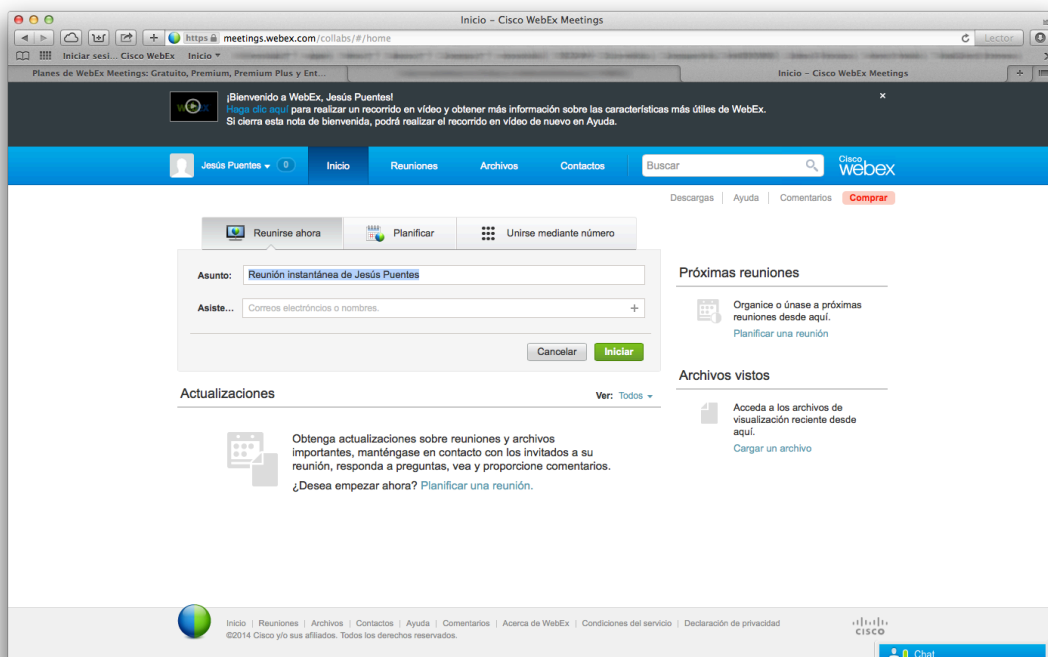 Inicio – Cisco WebEx Meetings
https meetings.webex.com/collabs/#/home
Lector
Iniciar sesi... Cisco WebEx Inicio
Planes de WebEx Meetings: Gratuito, Premium, Premium Plus y Ent...
Inicio – Cisco WebEx Meetings
¡Bienvenido a WebEx, Jesús Puentes!
Haga clic aquí para realizar un recorrido en vídeo y obtener más información sobre las características más útiles de WebEx.
Si cierra esta nota de bienvenida, podrá realizar el recorrido en vídeo de nuevo en Ayuda.
Jesús Puentes 0 Inicio Reuniones Archivos Contactos Buscar Cisco webex
Descargas Ayuda Comentarios Comprar
Reunirse ahora Planificar Unirse mediante número
Asunto: Reunión instantánea de Jesús Puentes
Asiste... Correos electróncios o nombres.
Cancelar Iniciar
Próximas reuniones
Organice o únase a próximas
reuniones desde aquí.
Planificar una reunión
Archivos vistos
Acceda a los archivos de
visualización reciente desde
aquí.
Cargar un archivo
Actualizaciones Ver: Todos
Obtenga actualizaciones sobre reuniones y archivos
importantes, manténgase en contacto con los invitados a su
reunión, responda a preguntas, vea y proporcione comentarios.
¿Desea empezar ahora? Planificar una reunión.
Inicio | Reuniones | Archivos | Contactos | Ayuda | Comentarios | Acerca de WebEx | Condiciones del servicio | Declaración de privacidad
©2014 Cisco y/o sus afiliados. Todos los derechos reservados.
CISCO
Chat